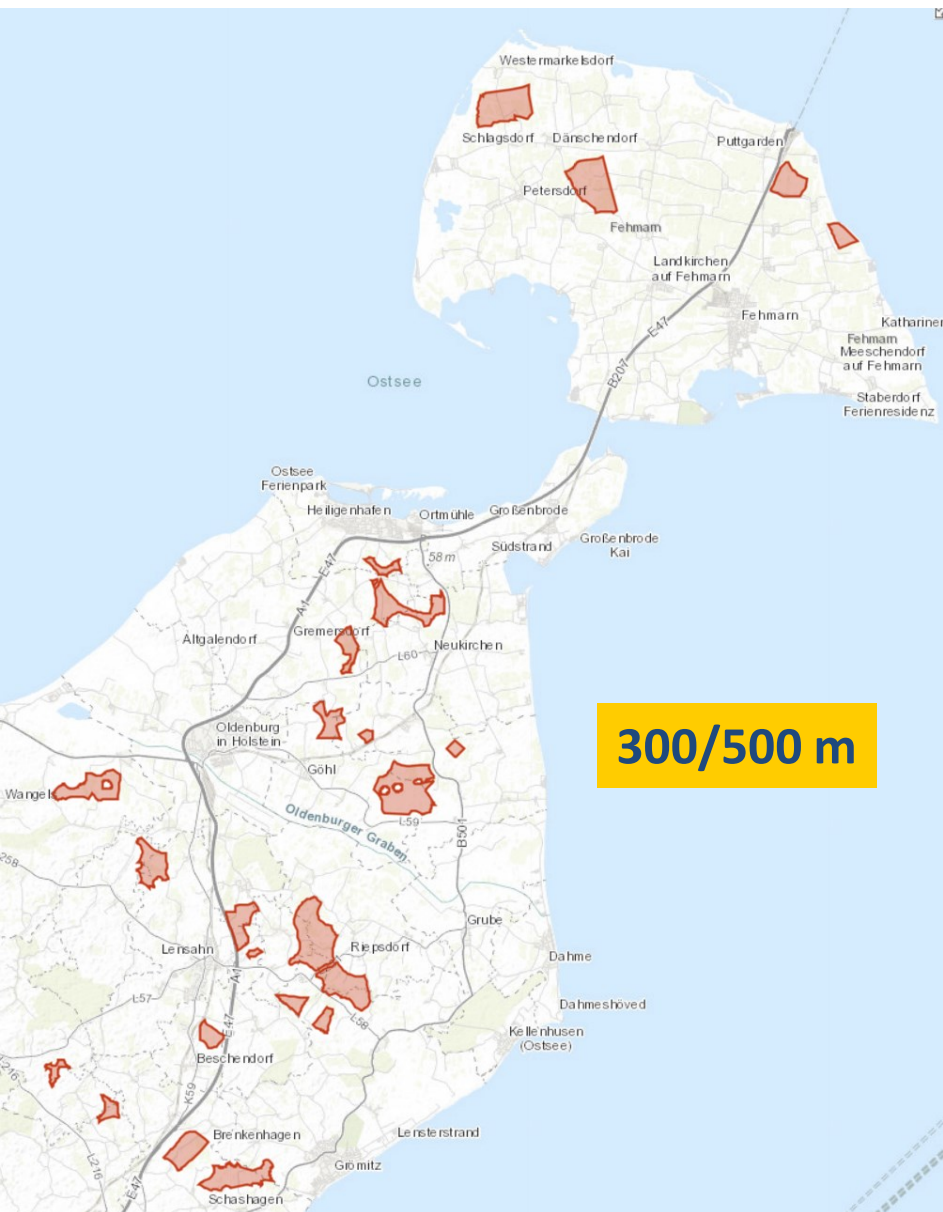 Westermarkelsdorf
Schlagsdorf
Dänschendorf
Puttgarden
Petersdorf
Fehmarn
Landkirchen
auf Fehmarn
Fehmarn
Katharinen
E47
Fehmarn
Meeschendorf
auf Fehmarn
B207
Ostsee
Staberdorf
Ferienresidenz
Ostsee
Ferienpark
Heiligenhafen
Ortmühle
Großenbrode
Südstrand
Großenbrode
Kai
58 m
E47
A1
Gremersdorf
Altgalendorf
Neukirchen
L60
Oldenburg
in Holstein
300/500 m
Göhl
Wangels
Oldenburger Graben
L59
B501
258
Grube
Lensahn
Riepsdorf
Dahme
A1
L57
L58
Dahmeshöved
E47
Kellenhusen
(Ostsee)
Beschendorf
L216
K59
Lensterstrand
Brenkenhagen
L216
Grömitz
E47
Schashagen